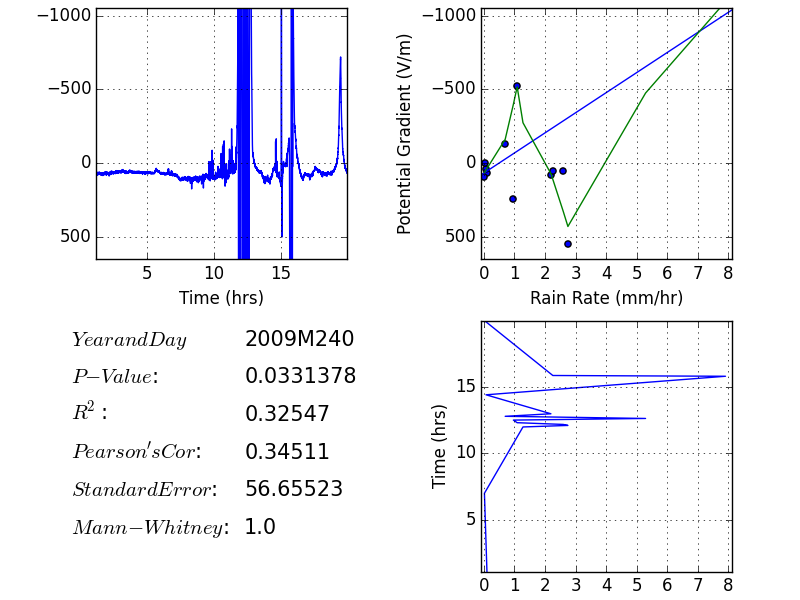 −1000
−500
0
500
5 10 15
Time (hrs)
−1000
−500
0
500
Potential Gradient (V/m)
0 1 2 3 4 5 6 7 8
Rain Rate (mm/hr)
YearandDay 2009M240
P−Value: 0.0331378
R²: 0.32547
Pearson'sCor: 0.34511
StandardError: 56.65523
Mann−Whitney: 1.0
15
10
5
Time (hrs)
0 1 2 3 4 5 6 7 8